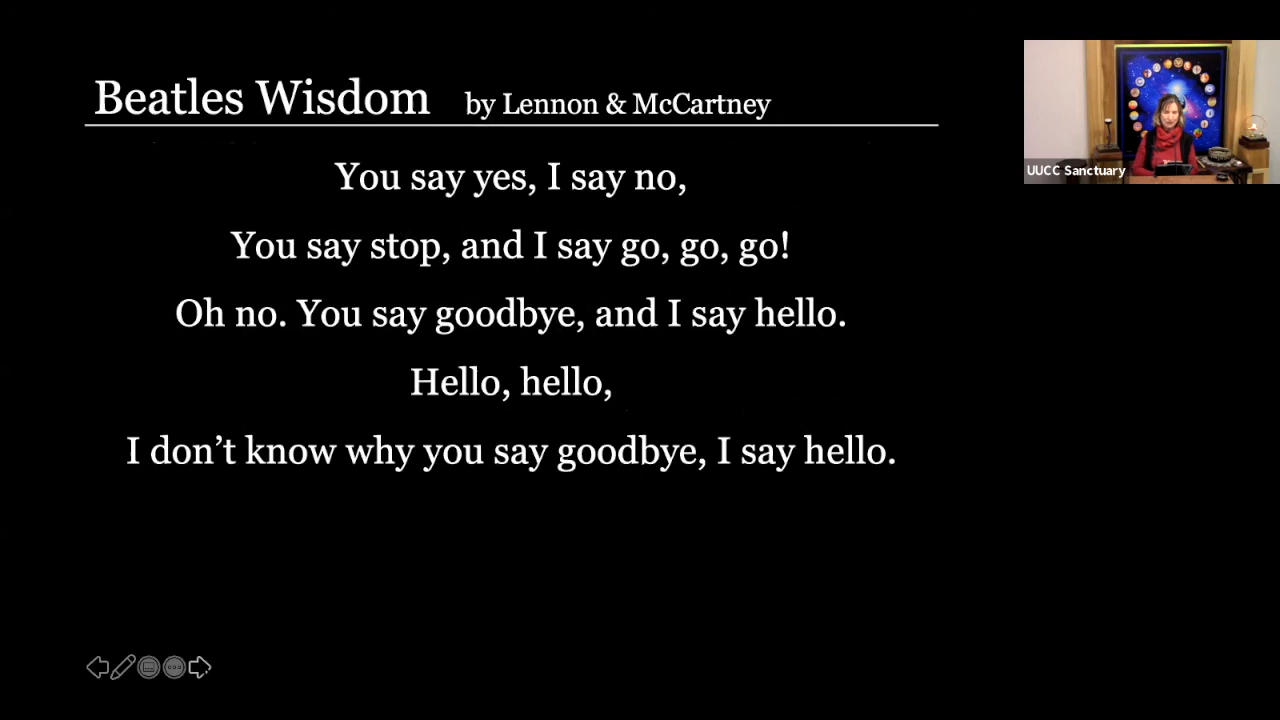 Beatles Wisdom by Lennon & McCartney
You say yes, I say no,
You say stop, and I say go, go, go!
Oh no. You say goodbye, and I say hello.
Hello, hello,
I don’t know why you say goodbye, I say hello.
UUCC Sanctuary